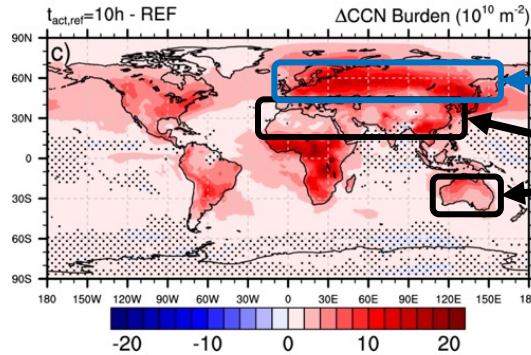 t_act,ref=10h - REF ΔCCN Burden (10^10 m^-2)
c)
90N
60N
30N
0
30S
60S
90S
180 150W 120W 90W 60W 30W 0 30E 60E 90E 120E 150E 1
-20 -10 0 10 20